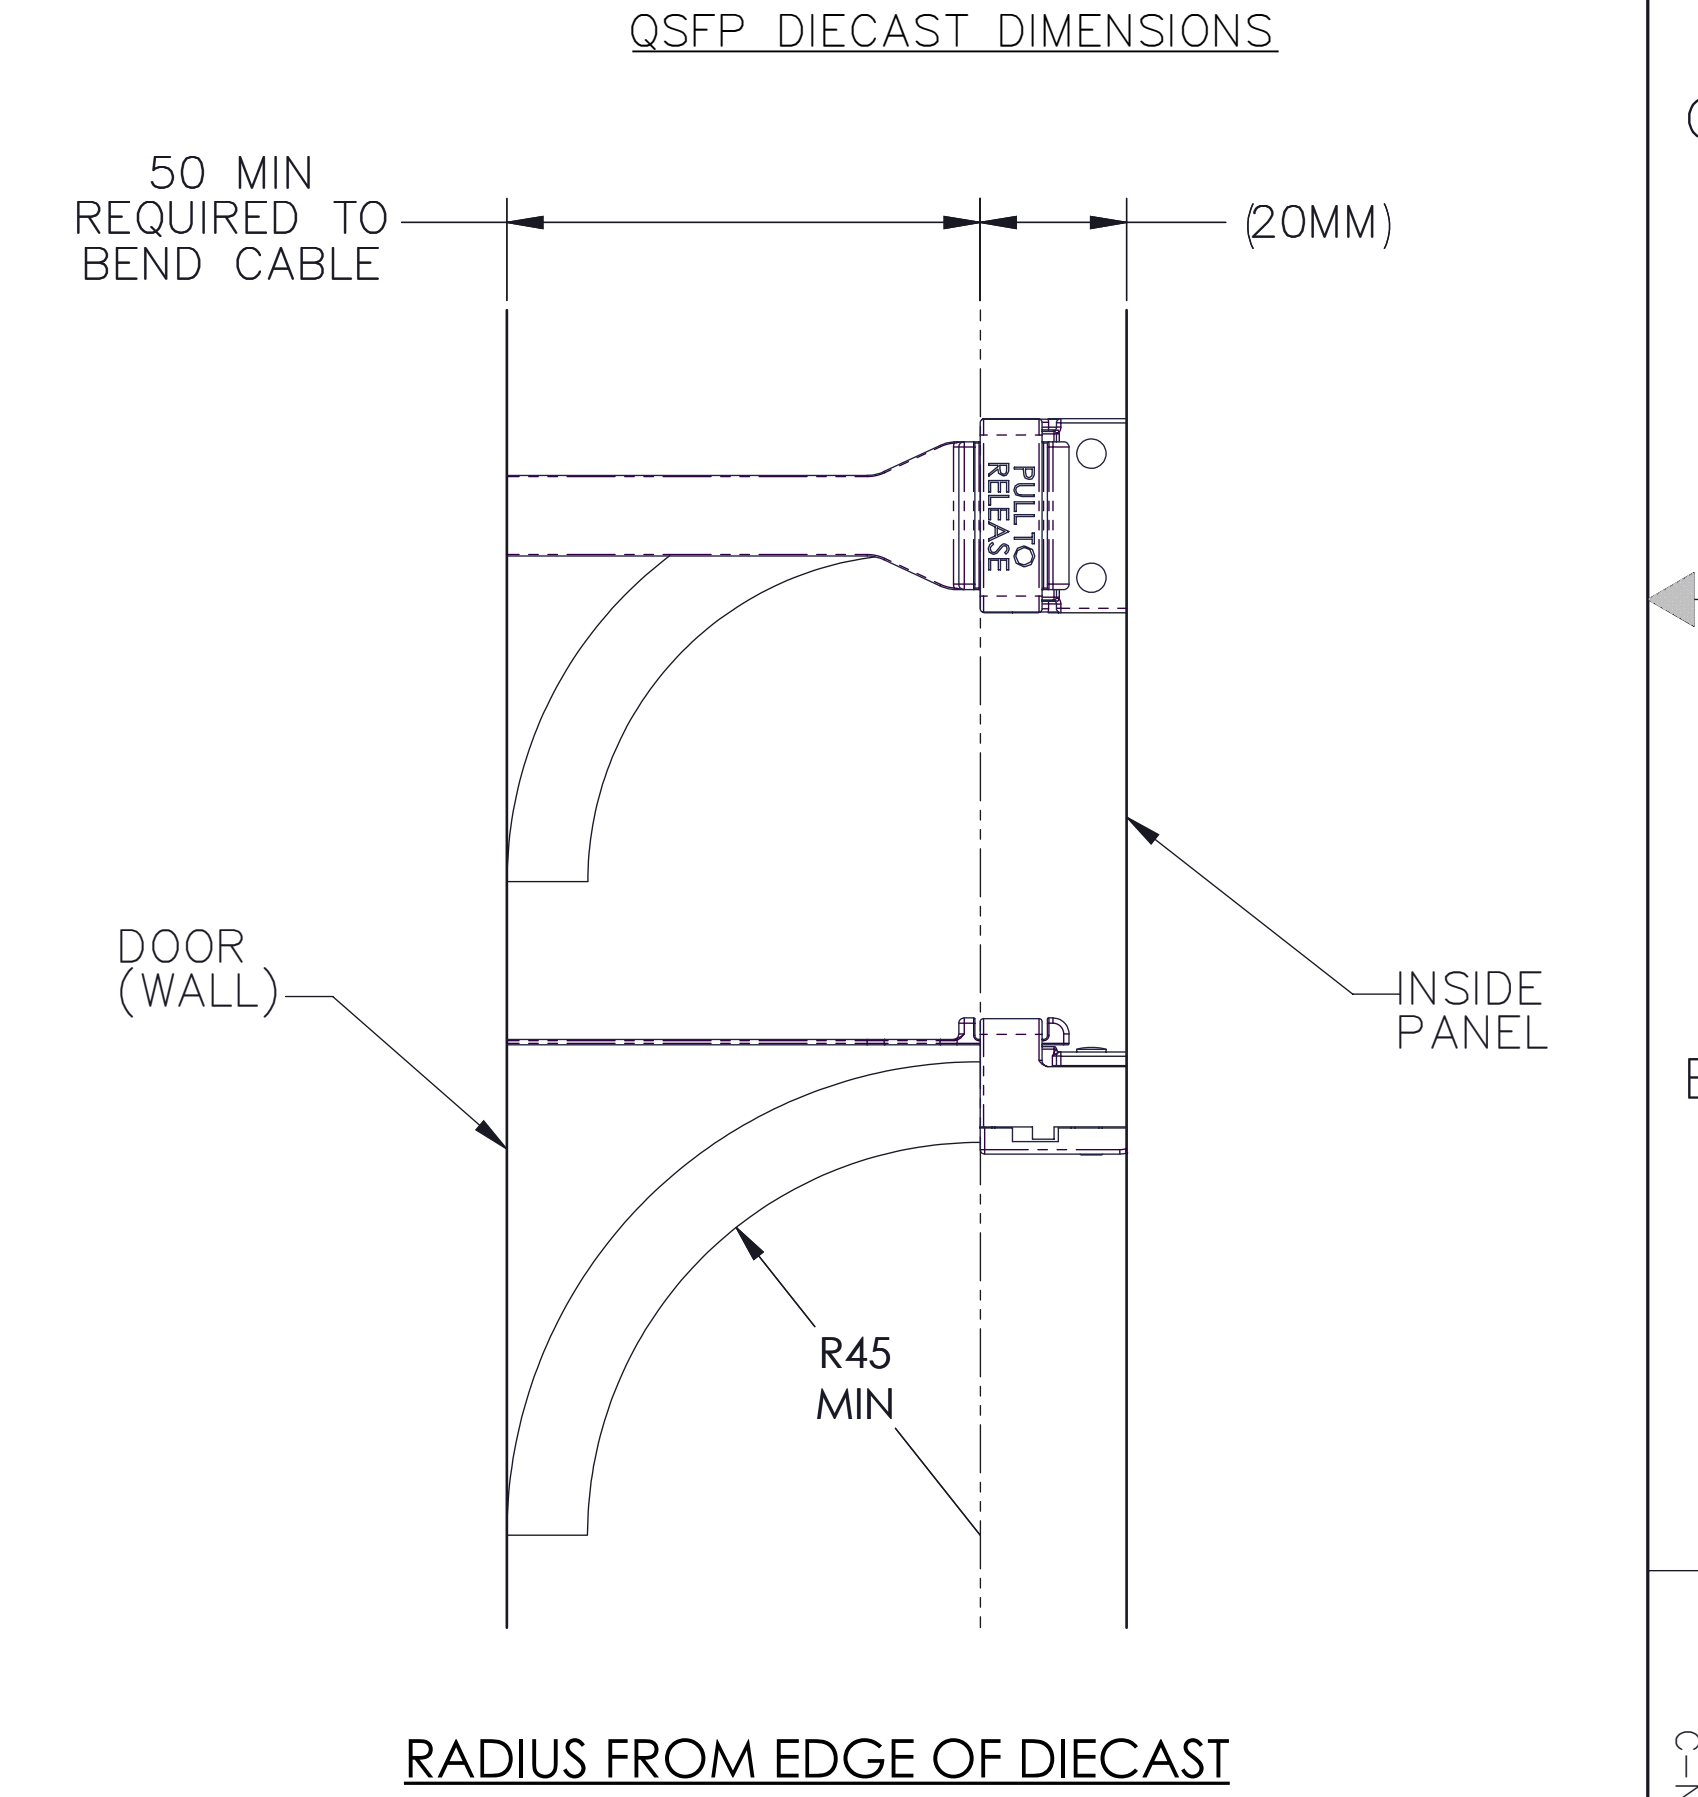 QSFP DIECAST DIMENSIONS
50 MIN
REQUIRED TO
BEND CABLE
(20MM)
PULL TO
RELEASE
DOOR
(WALL)
INSIDE
PANEL
R45
MIN
RADIUS FROM EDGE OF DIECAST